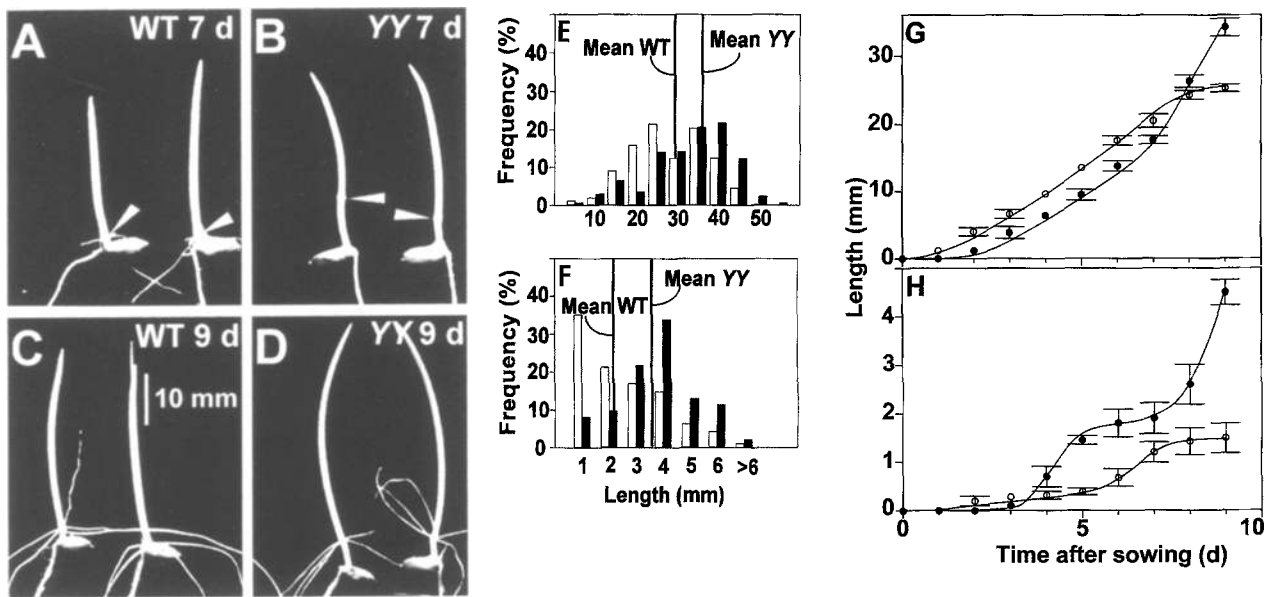 A
WT 7 d
B
YY 7 d
C
WT 9 d
10 mm
D
YY 9 d
E
Frequency (%)
40
30
20
10
0
Mean WT
Mean YY
10 20 30 40 50
F
Frequency (%)
40
30
20
10
0
Mean WT
Mean YY
1 2 3 4 5 6 >6
Length (mm)
G
30
20
10
0
Length (mm)
H
4
3
2
1
0
0 5 10
Time after sowing (d)